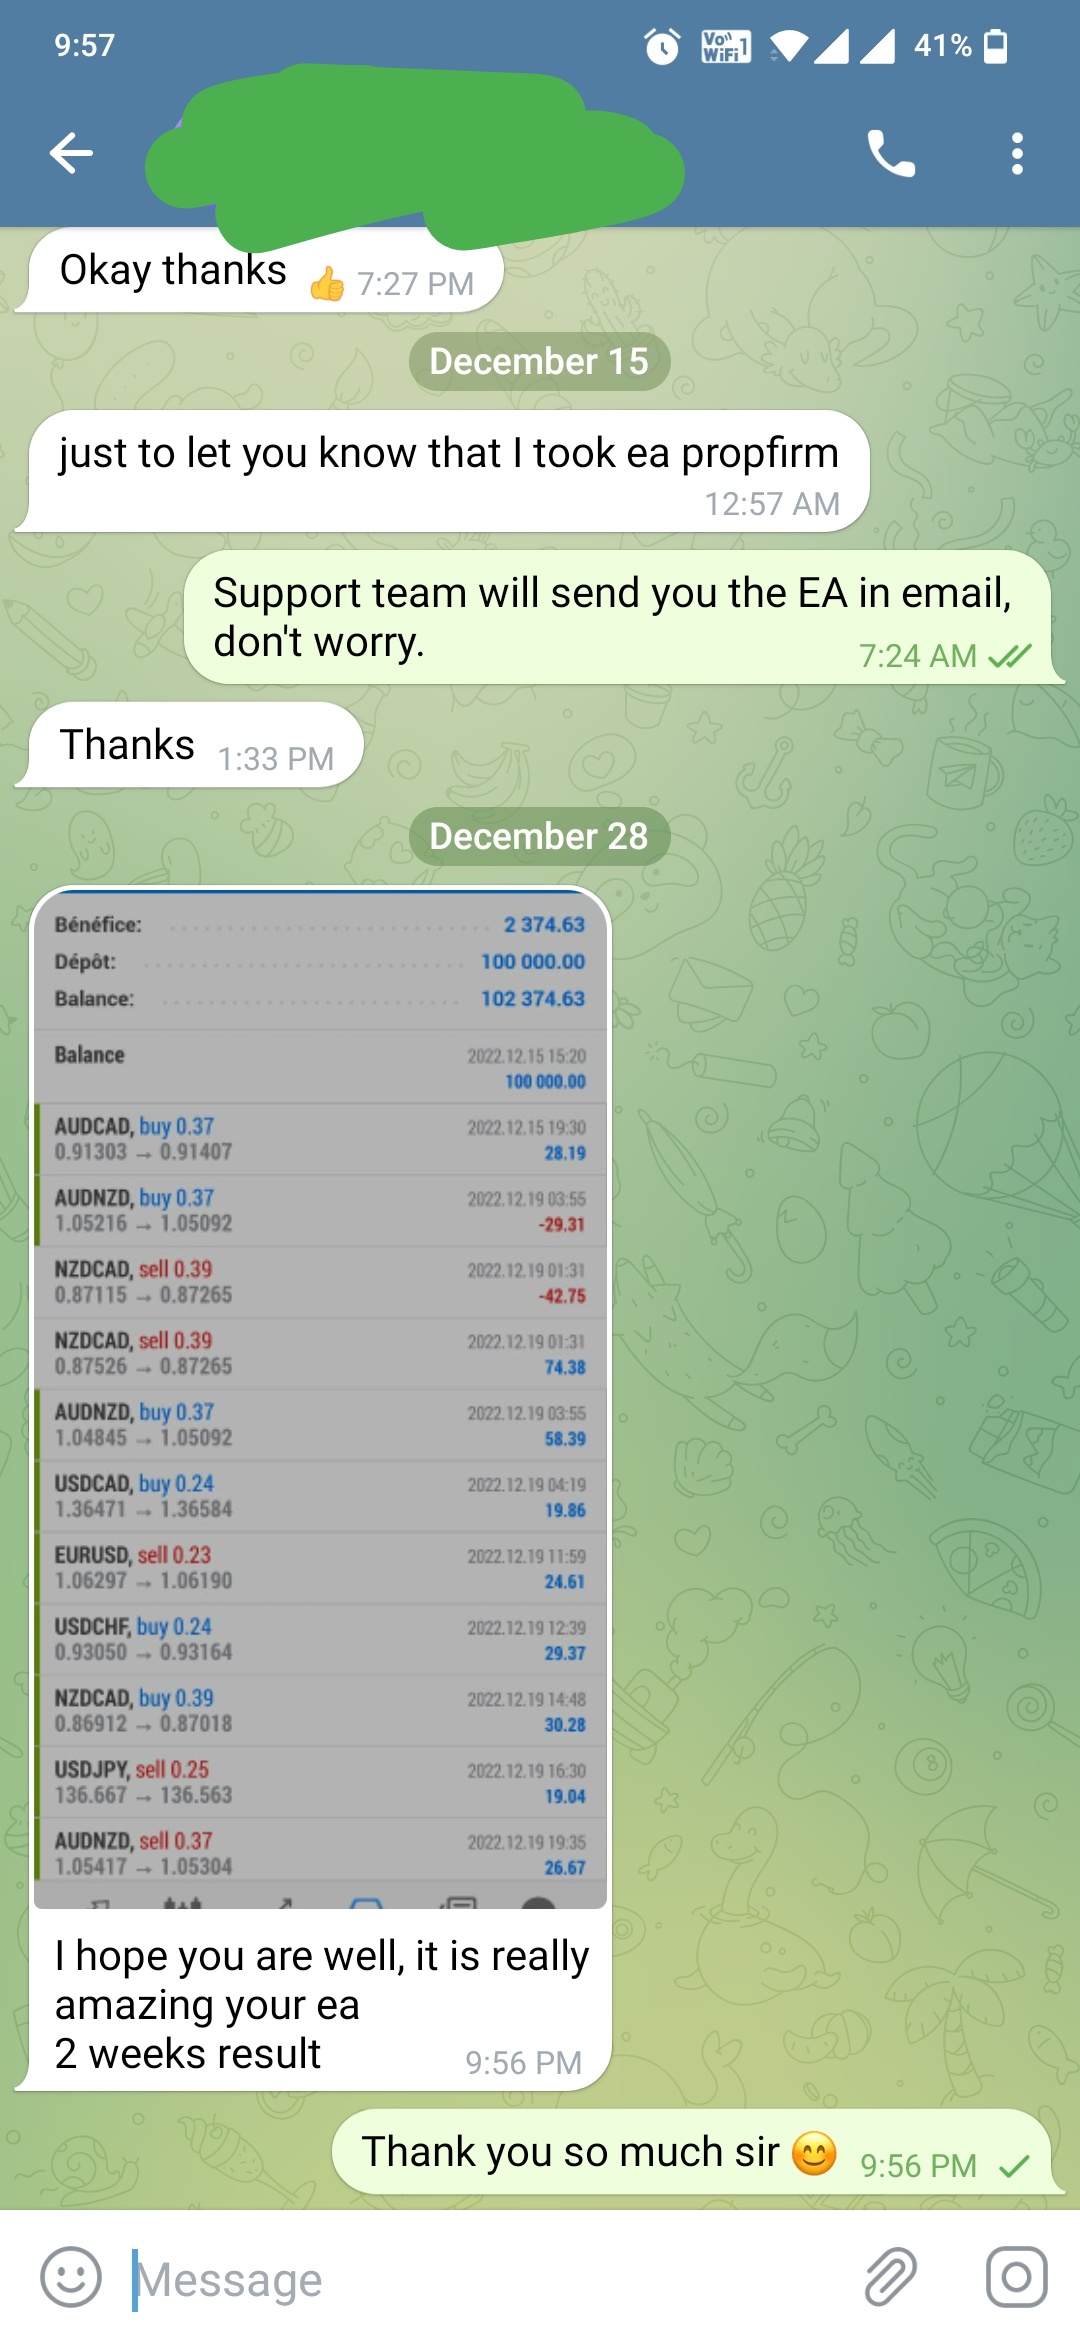 9:57
Vo)) 1
WiFi
41%
Okay thanks 👍 7:27 PM
December 15
just to let you know that I took ea propfirm
12:57 AM
Support team will send you the EA in email,
don't worry.
7:24 AM
Thanks 1:33 PM
December 28
Bénéfice: 2 374.63
Dépôt: 100 000.00
Balance: 102 374.63
Balance 2022.12.15 15:20
100 000.00
AUDCAD, buy 0.37 2022.12.15 19:30
0.91303 → 0.91407 28.19
AUDNZD, buy 0.37 2022.12.19 03:55
1.05216 → 1.05092 -29.31
NZDCAD, sell 0.39 2022.12.19 01:31
0.87115 → 0.87265 -42.75
NZDCAD, sell 0.39 2022.12.19 01:31
0.87526 → 0.87265 74.38
AUDNZD, buy 0.37 2022.12.19 03:55
1.04845 → 1.05092 58.39
USDCAD, buy 0.24 2022.12.19 04:19
1.36471 → 1.36584 19.86
EURUSD, sell 0.23 2022.12.19 11:59
1.06297 → 1.06190 24.61
USDCHF, buy 0.24 2022.12.19 12:39
0.93050 → 0.93164 29.37
NZDCAD, buy 0.39 2022.12.19 14:48
0.86912 → 0.87018 30.28
USDJPY, sell 0.25 2022.12.19 16:30
136.667 → 136.563 19.04
AUDNZD, sell 0.37 2022.12.19 19:35
1.05417 → 1.05304 26.67
I hope you are well, it is really
amazing your ea
2 weeks result
9:56 PM
Thank you so much sir 😊 9:56 PM
Message